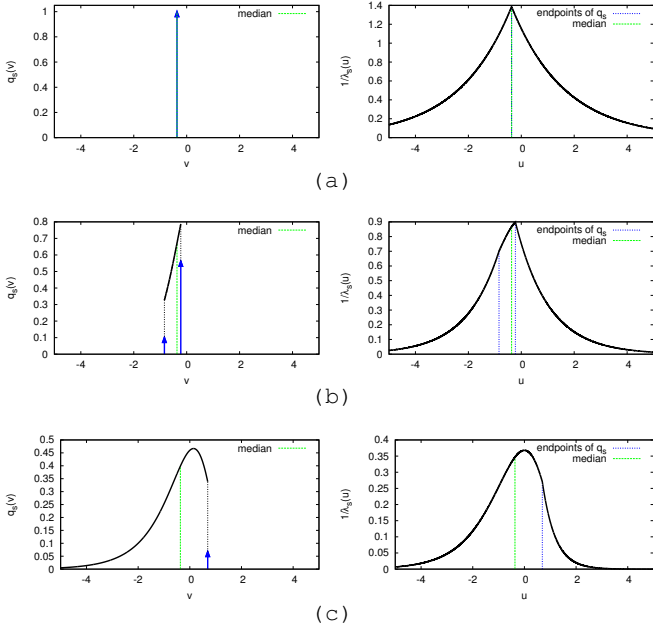 median
q_s(v)
1
0.8
0.6
0.4
0.2
0
-4 -2 0 2 4
v
endpoints of q_s
median
1/λ_s(u)
1.4
1.2
1
0.8
0.6
0.4
0.2
0
-4 -2 0 2 4
u
(a)
median
q_s(v)
0.8
0.7
0.6
0.5
0.4
0.3
0.2
0.1
0
-4 -2 0 2 4
v
endpoints of q_s
median
1/λ_s(u)
0.9
0.8
0.7
0.6
0.5
0.4
0.3
0.2
0.1
0
-4 -2 0 2 4
u
(b)
median
q_s(v)
0.5
0.45
0.4
0.35
0.3
0.25
0.2
0.15
0.1
0.05
0
-4 -2 0 2 4
v
endpoints of q_s
median
1/λ_s(u)
0.4
0.35
0.3
0.25
0.2
0.15
0.1
0.05
0
-4 -2 0 2 4
u
(c)